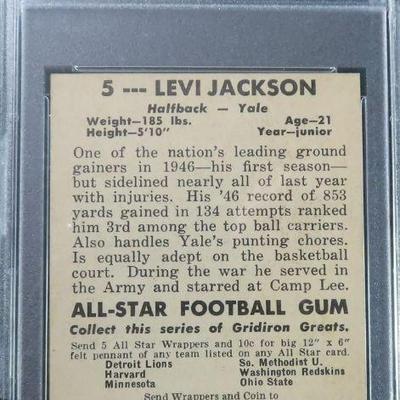 5 --- LEVI JACKSON
Halfback — Yale
Weight—185 lbs. Age—21
Height—5'10" Year—junior
One of the nation's leading ground
gainers in 1946—his first season—
but sidelined nearly all of last year
with injuries. His '46 record of 853
yards gained in 134 attempts ranked
him 3rd among the top ball carriers.
Also handles Yale's punting chores.
Is equally adept on the basketball
court. During the war he served in
the Army and starred at Camp Lee.
ALL-STAR FOOTBALL GUM
Collect this series of Gridiron Greats.
Send 5 All Star Wrappers and 10c for big 12" x 6"
felt pennant of any team listed on any All Star card.
Detroit Lions So. Methodist U.
Harvard Washington Redskins
Minnesota Ohio State
Send Wrappers and Coin to